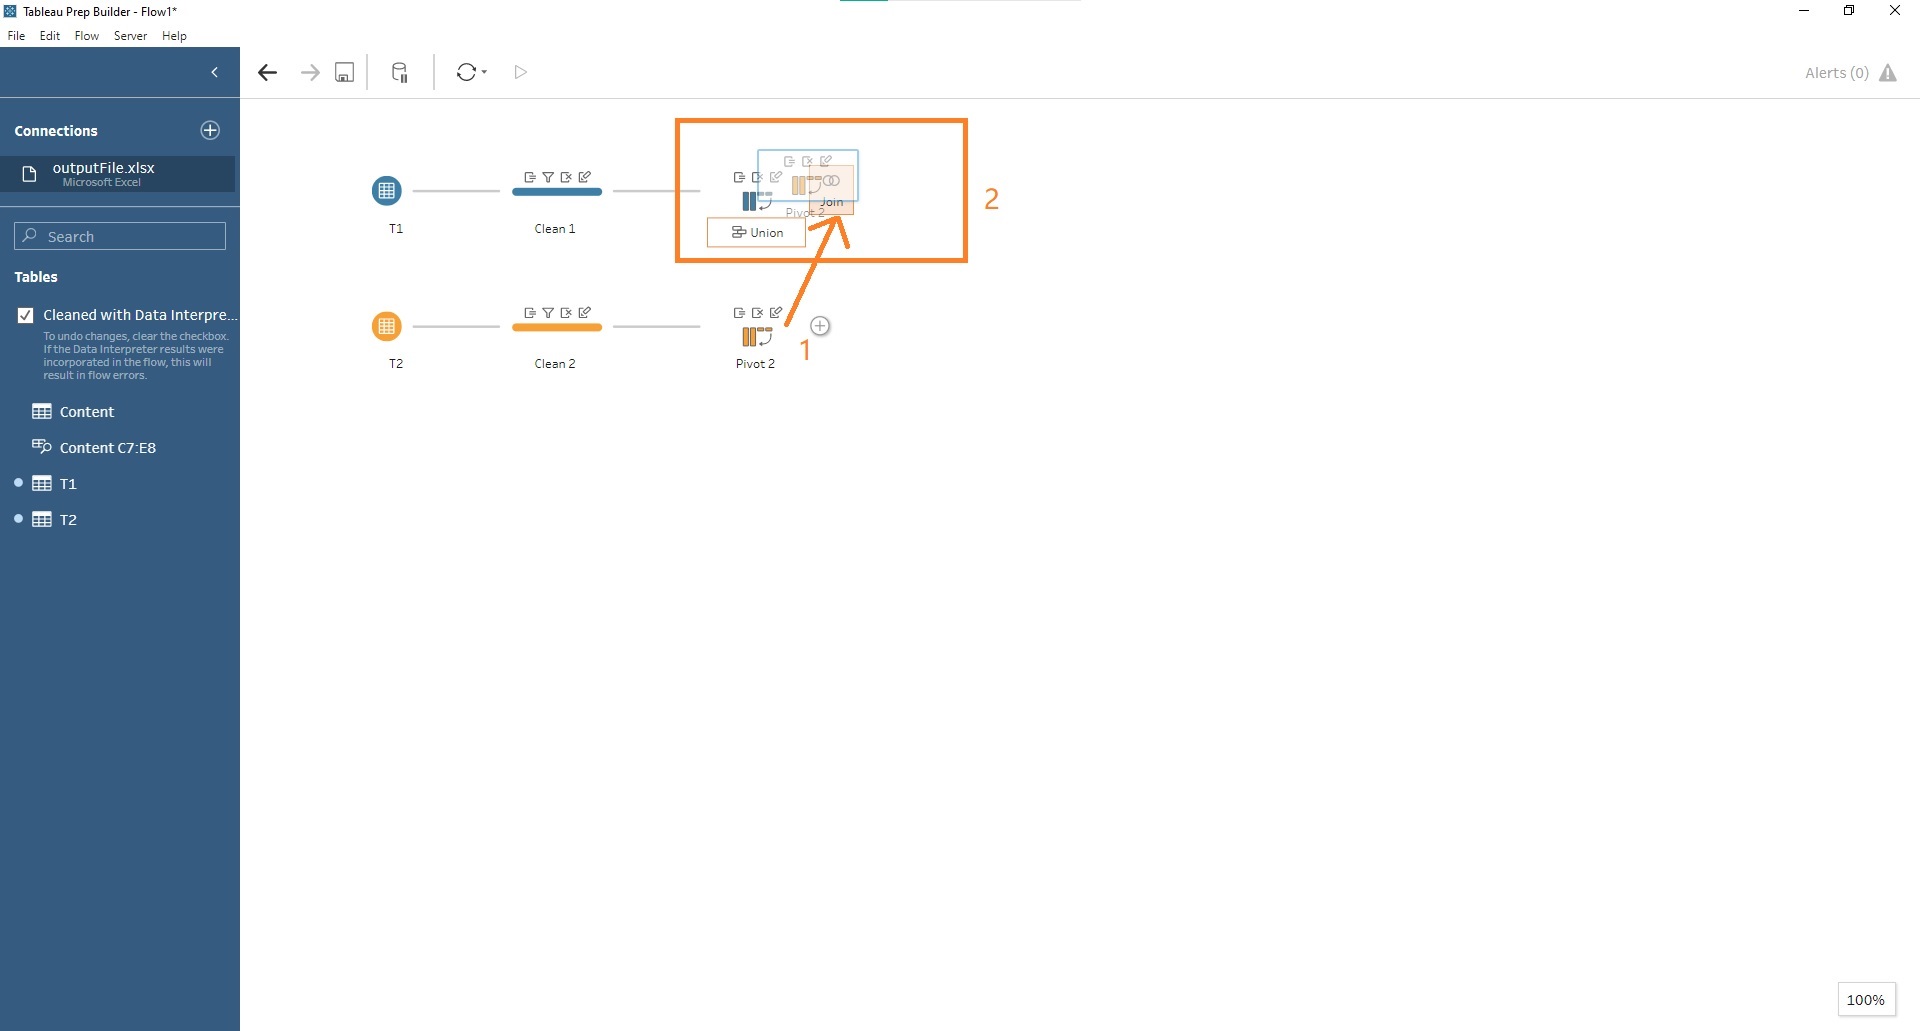 Tableau Prep Builder - Flow1*
File Edit Flow Server Help
Alerts (0)
Connections
outputFile.xlsx
Microsoft Excel
Search
Tables
Cleaned with Data Interpre...
To undo changes, clear the checkbox.
If the Data Interpreter results were
incorporated in the flow, this will
result in flow errors.
Content
Content C7:E8
T1
T2
T1
Clean 1
Join
Pivot 2
Union
2
T2
Clean 2
Pivot 2
1
100%